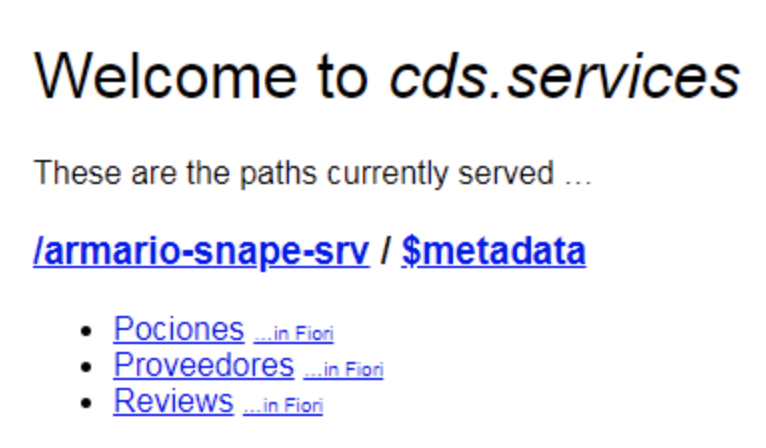 Welcome to cds.services
These are the paths currently served ...
/armario-snape-srv / $metadata
Pociones ...in Fiori
Proveedores ...in Fiori
Reviews ...in Fiori